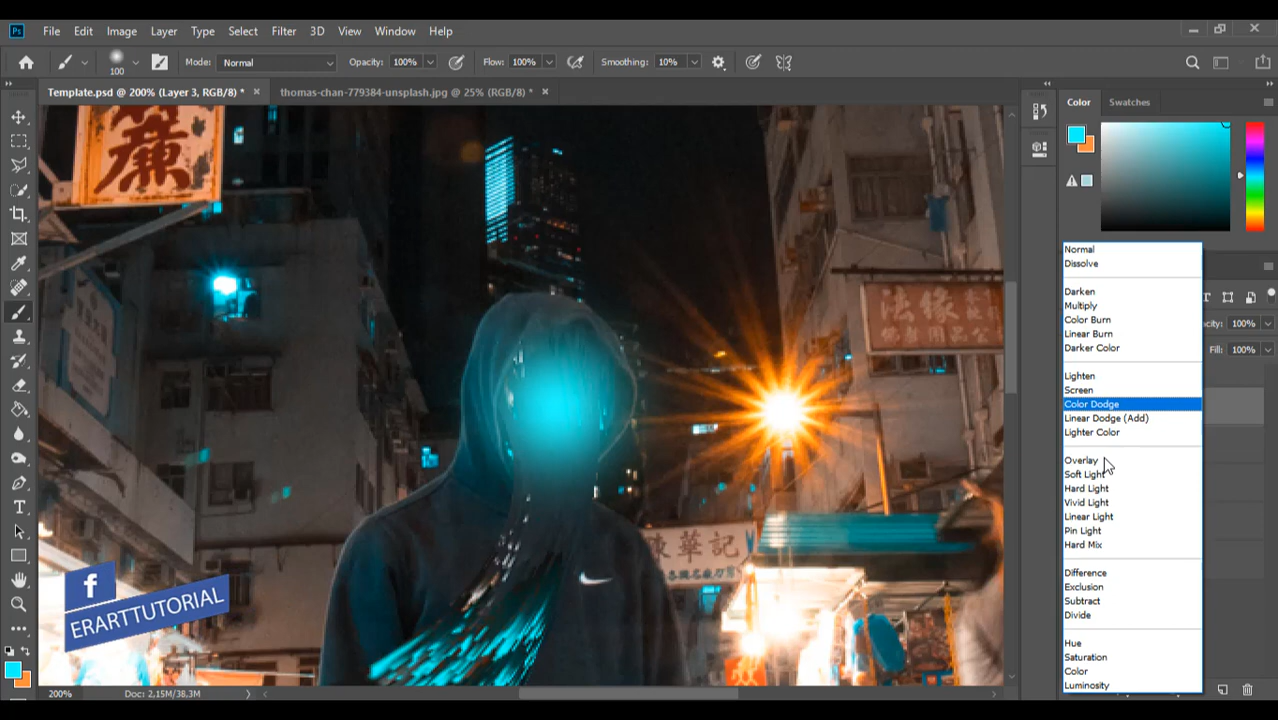 Ps File Edit Image Layer Type Select Filter 3D View Window Help
100 Mode: Normal Opacity: 100% Flow: 100% Smoothing: 10%
Template.psd @ 200% (Layer 3, RGB/8) * × thomas-chan-779384-unsplash.jpg @ 25% (RGB/8) * ×
Color Swatches
廉
Normal
Dissolve
Darken
Multiply
Color Burn
Linear Burn
Darker Color
Lighten
Screen
Color Dodge
Linear Dodge (Add)
Lighter Color
Overlay
Soft Light
Hard Light
Vivid Light
Linear Light
Pin Light
Hard Mix
Difference
Exclusion
Subtract
Divide
Hue
Saturation
Color
Luminosity
100%
Fill: 100%
法緣
陳華記
f
ERARTTUTORIAL
200% Doc: 2,15M/38,3M